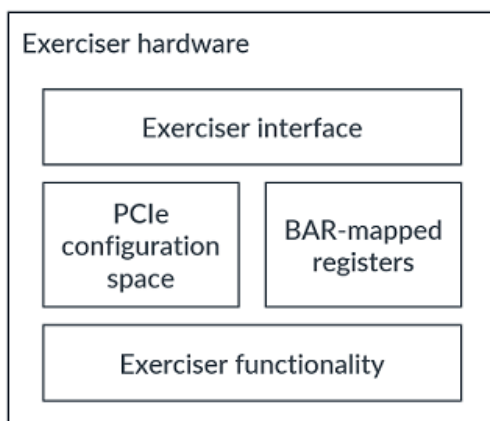 Exerciser hardware
Exerciser interface
PCIe
configuration
space
BAR-mapped
registers
Exerciser functionality